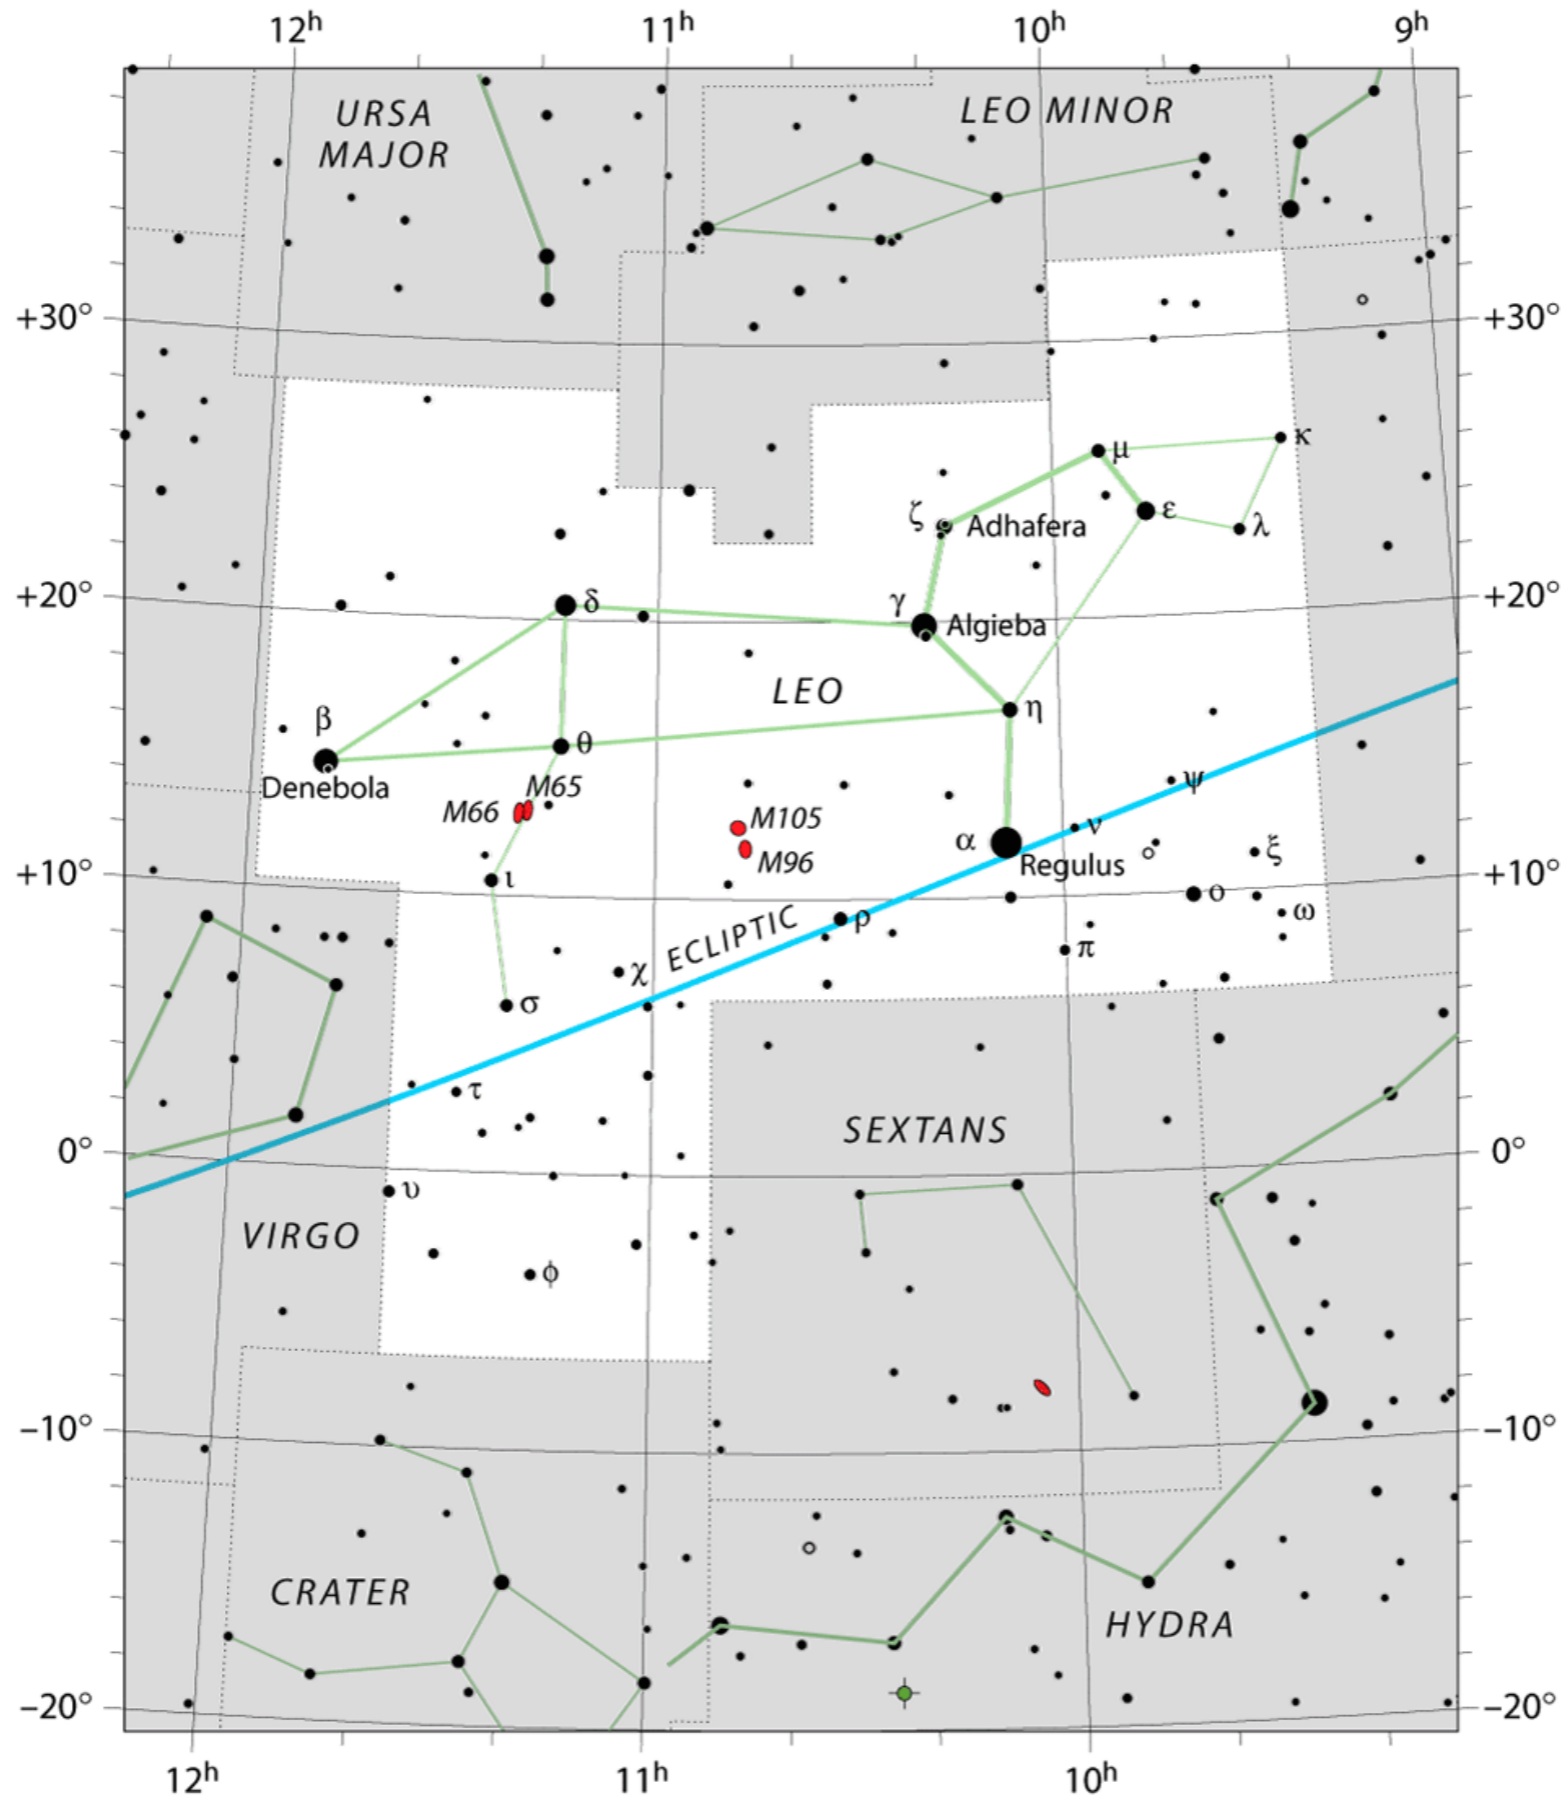 12h 11h 10h 9h
URSA
MAJOR
LEO MINOR
+30° +30°
μ κ
ζ Adhafera ε λ
+20° δ γ Algieba +20°
LEO η
β θ
Denebola M65 ψ
M66 M105 ν
α ξ
M96 Regulus
+10° ι ο +10°
ρ ω
ECLIPTIC π
χ
σ
τ
SEXTANS
0° 0°
υ
VIRGO
φ
−10° −10°
CRATER
HYDRA
−20° −20°
12h 11h 10h